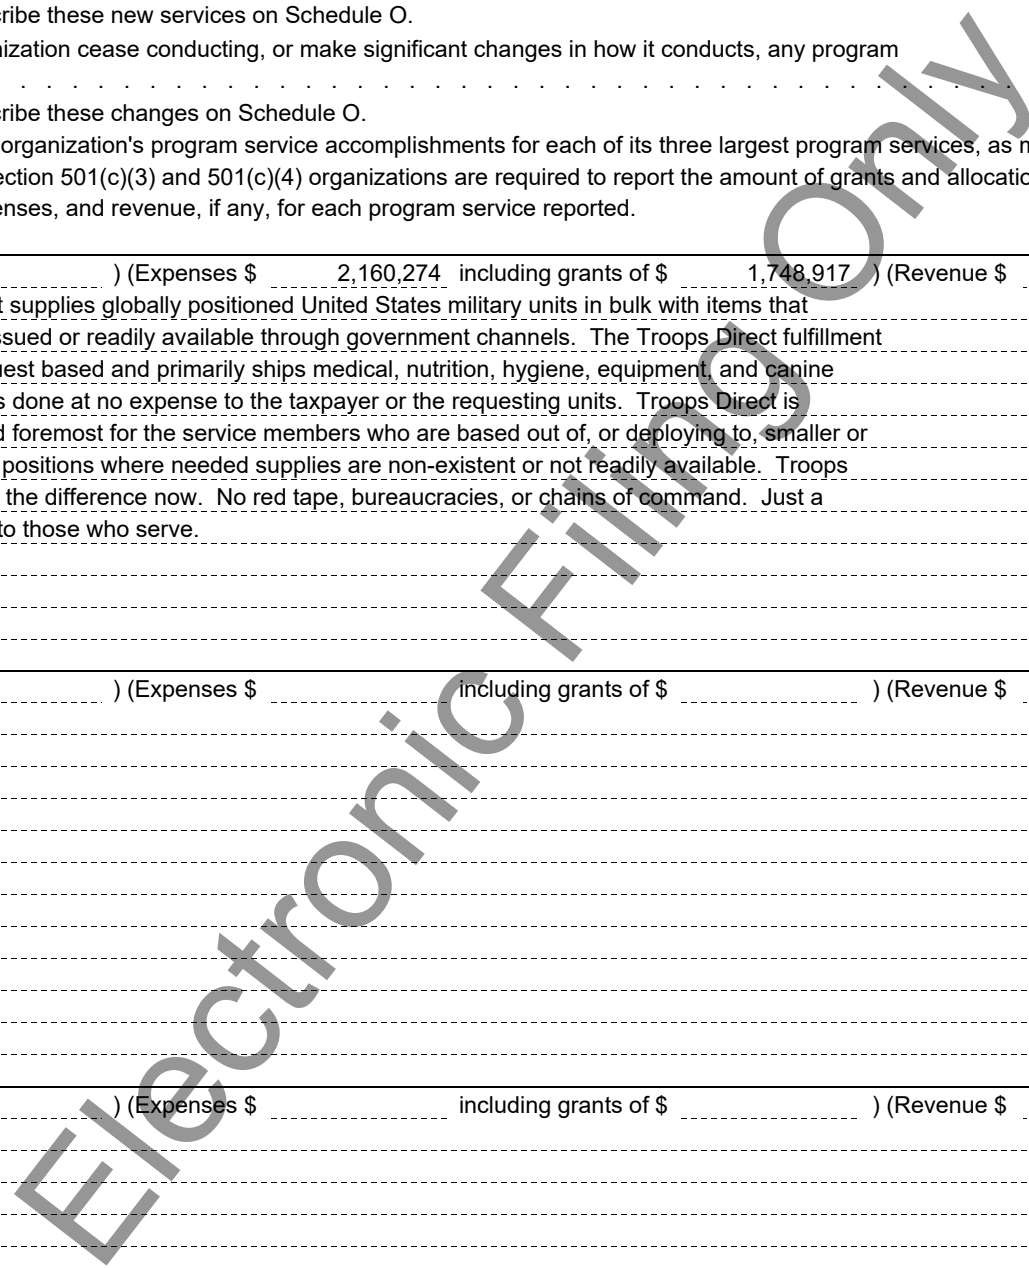 ribe these new services on Schedule O.
ization cease conducting, or make significant changes in how it conducts, any program
. . . . . . . . . . . . . . . . . . . . . . . . . . . . . . . . . . . . . . .
ribe these changes on Schedule O.
organization's program service accomplishments for each of its three largest program services, as
ection 501(c)(3) and 501(c)(4) organizations are required to report the amount of grants and allocatio
enses, and revenue, if any, for each program service reported.
) (Expenses $ 2,160,274 including grants of $ 1,748,917 ) (Revenue $
t supplies globally positioned United States military units in bulk with items that
ssued or readily available through government channels. The Troops Direct fulfillment
uest based and primarily ships medical, nutrition, hygiene, equipment, and canine
s done at no expense to the taxpayer or the requesting units. Troops Direct is
d foremost for the service members who are based out of, or deploying to, smaller or
positions where needed supplies are non-existent or not readily available. Troops
the difference now. No red tape, bureaucracies, or chains of command. Just a
to those who serve.
) (Expenses $ including grants of $ ) (Revenue $
) (Expenses $ including grants of $ ) (Revenue $
Electronic Filing Only